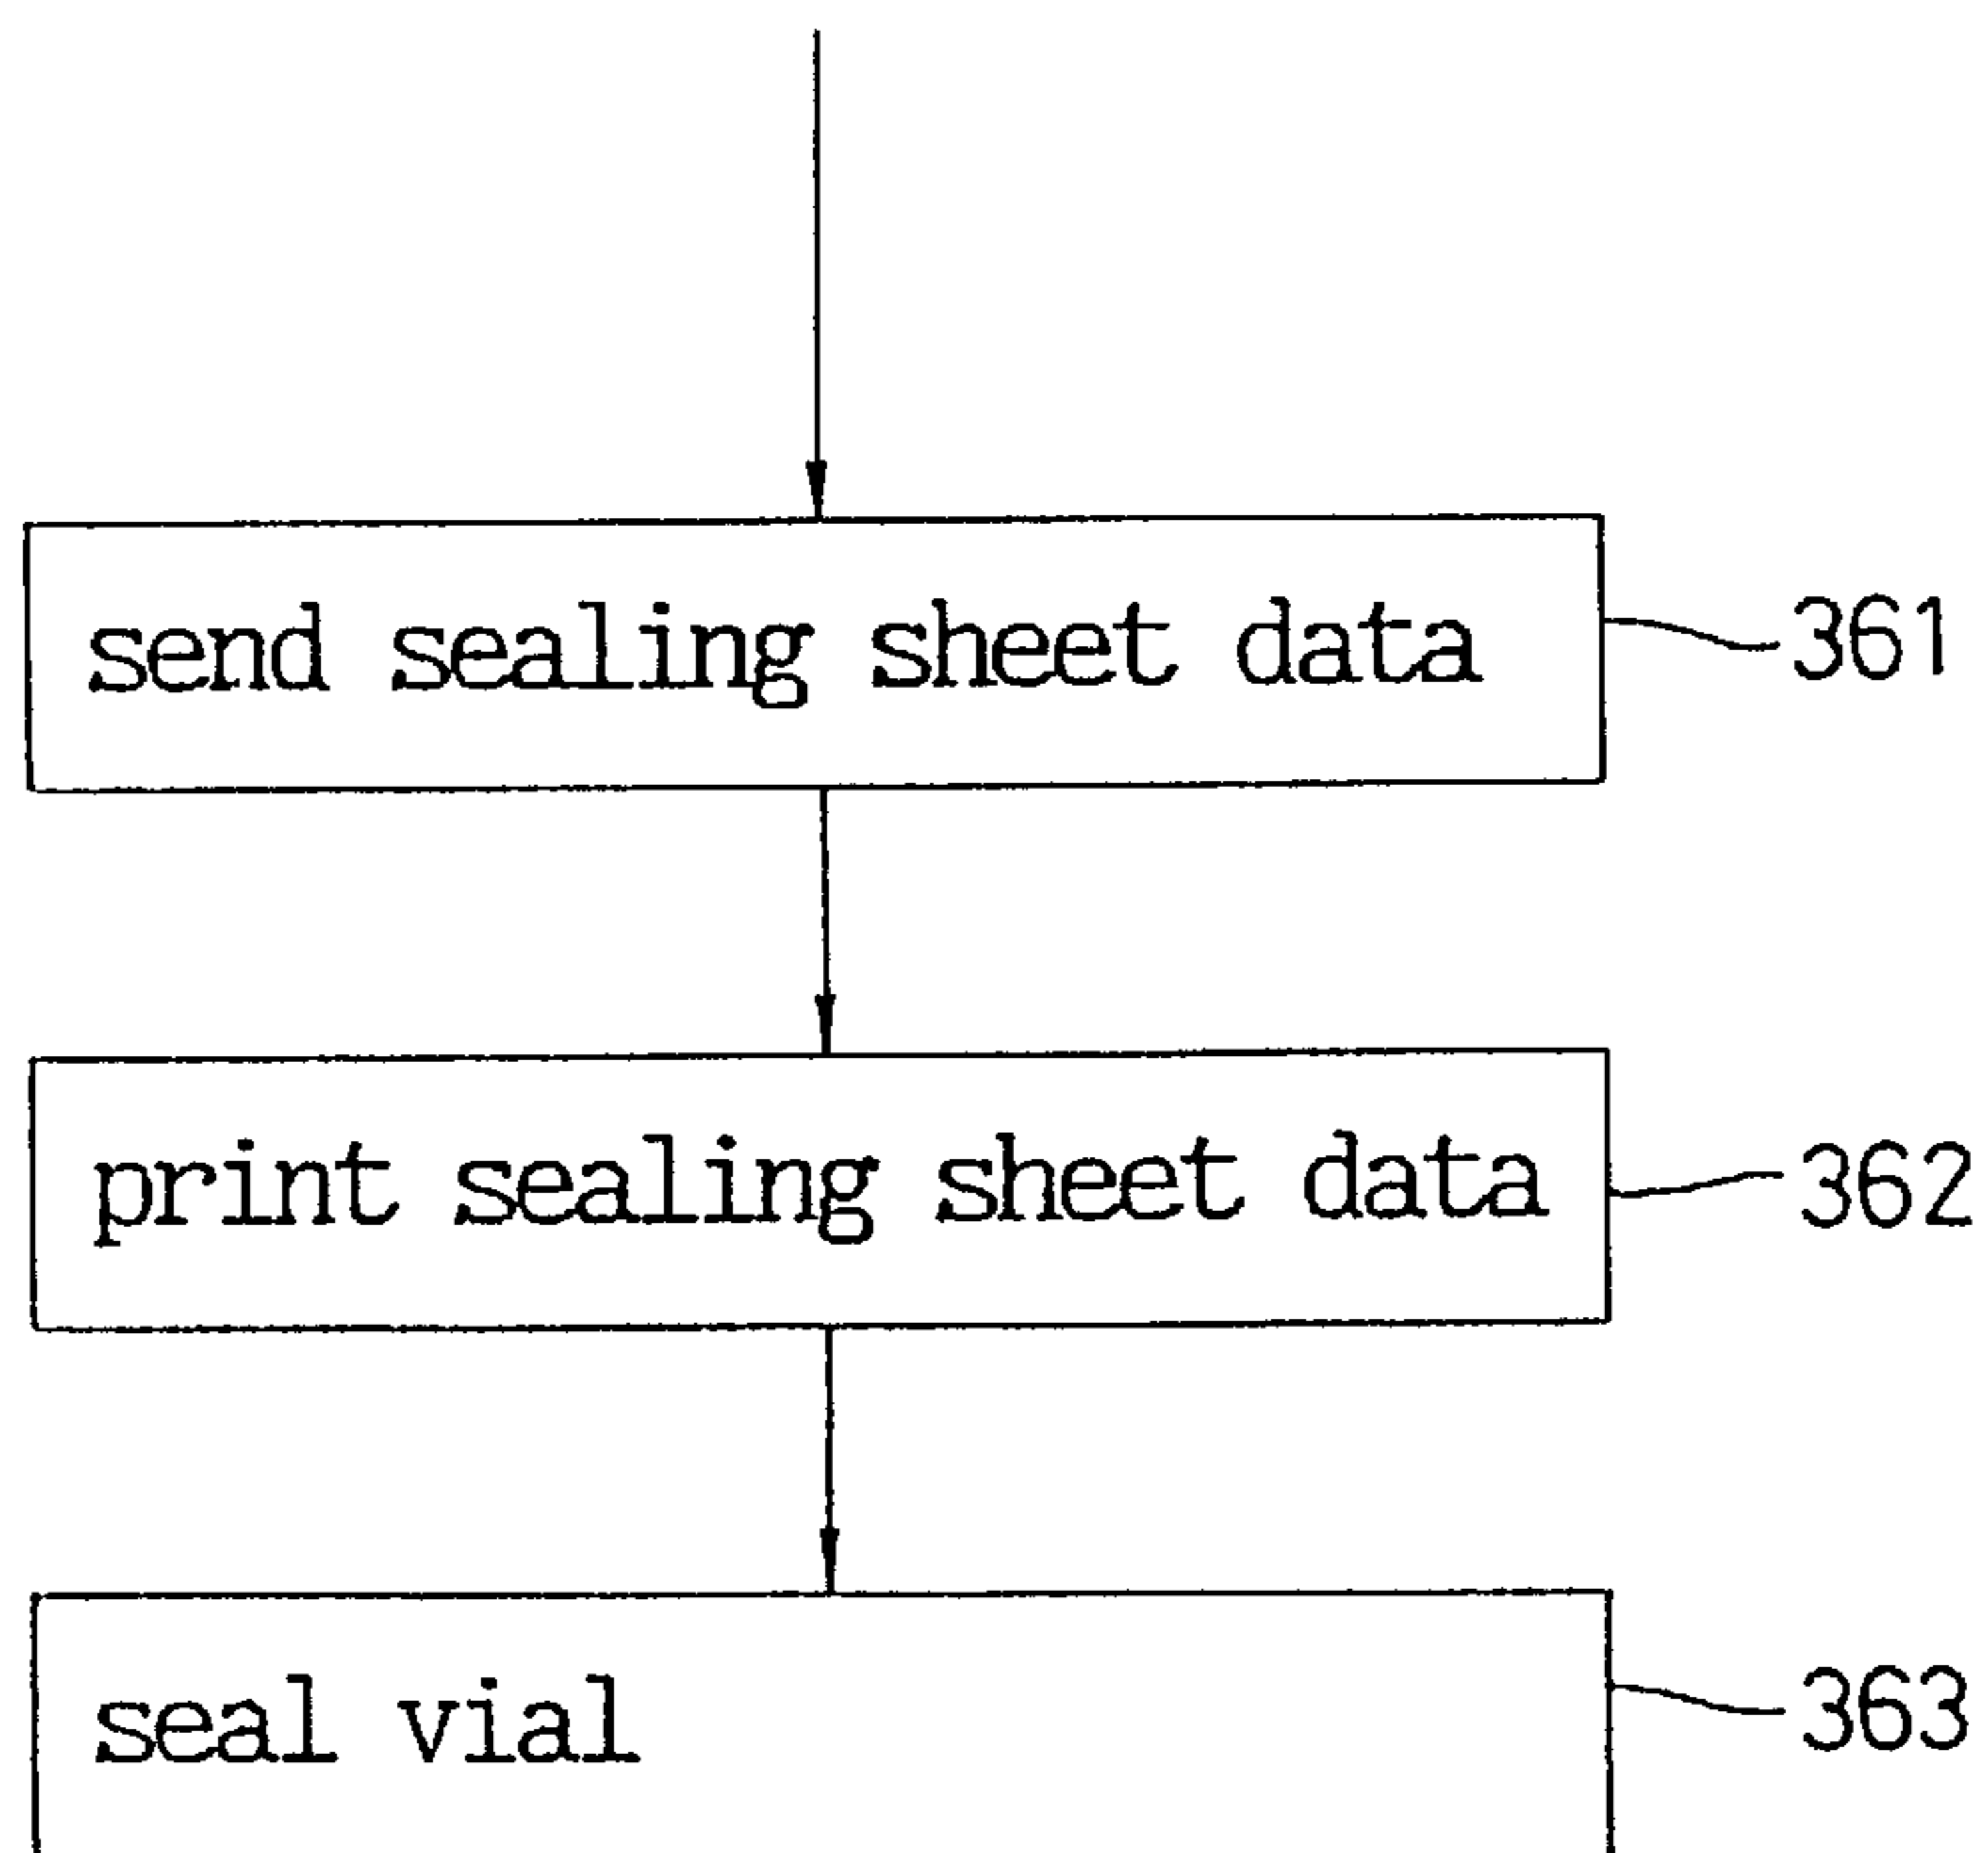 send sealing sheet data 361
print sealing sheet data 362
seal vial 363